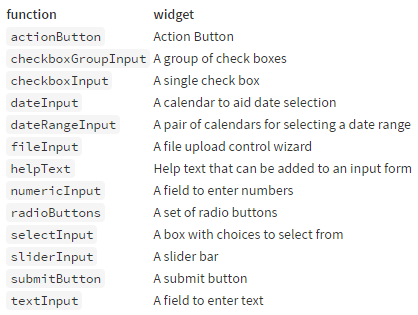 function widget
actionButton Action Button
checkboxGroupInput A group of check boxes
checkboxInput A single check box
dateInput A calendar to aid date selection
dateRangeInput A pair of calendars for selecting a date range
fileInput A file upload control wizard
helpText Help text that can be added to an input form
numericInput A field to enter numbers
radioButtons A set of radio buttons
selectInput A box with choices to select from
sliderInput A slider bar
submitButton A submit button
textInput A field to enter text